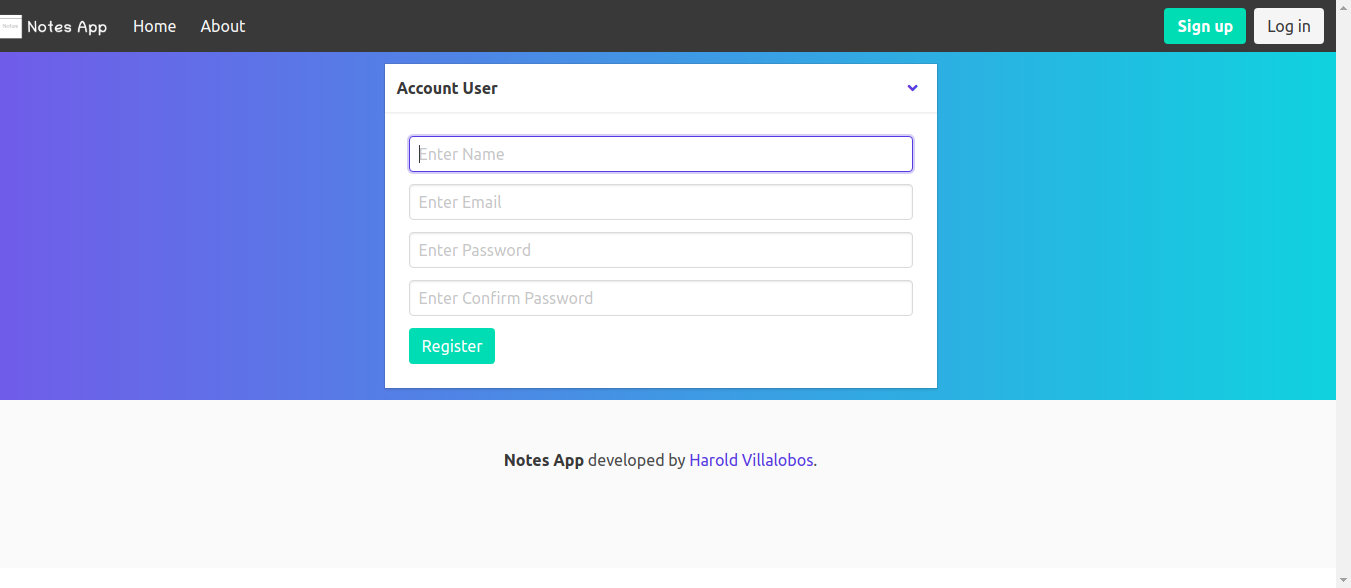 Notes Notes App Home About Sign up Log in
Account User
Enter Name
Enter Email
Enter Password
Enter Confirm Password
Register
Notes App developed by Harold Villalobos.